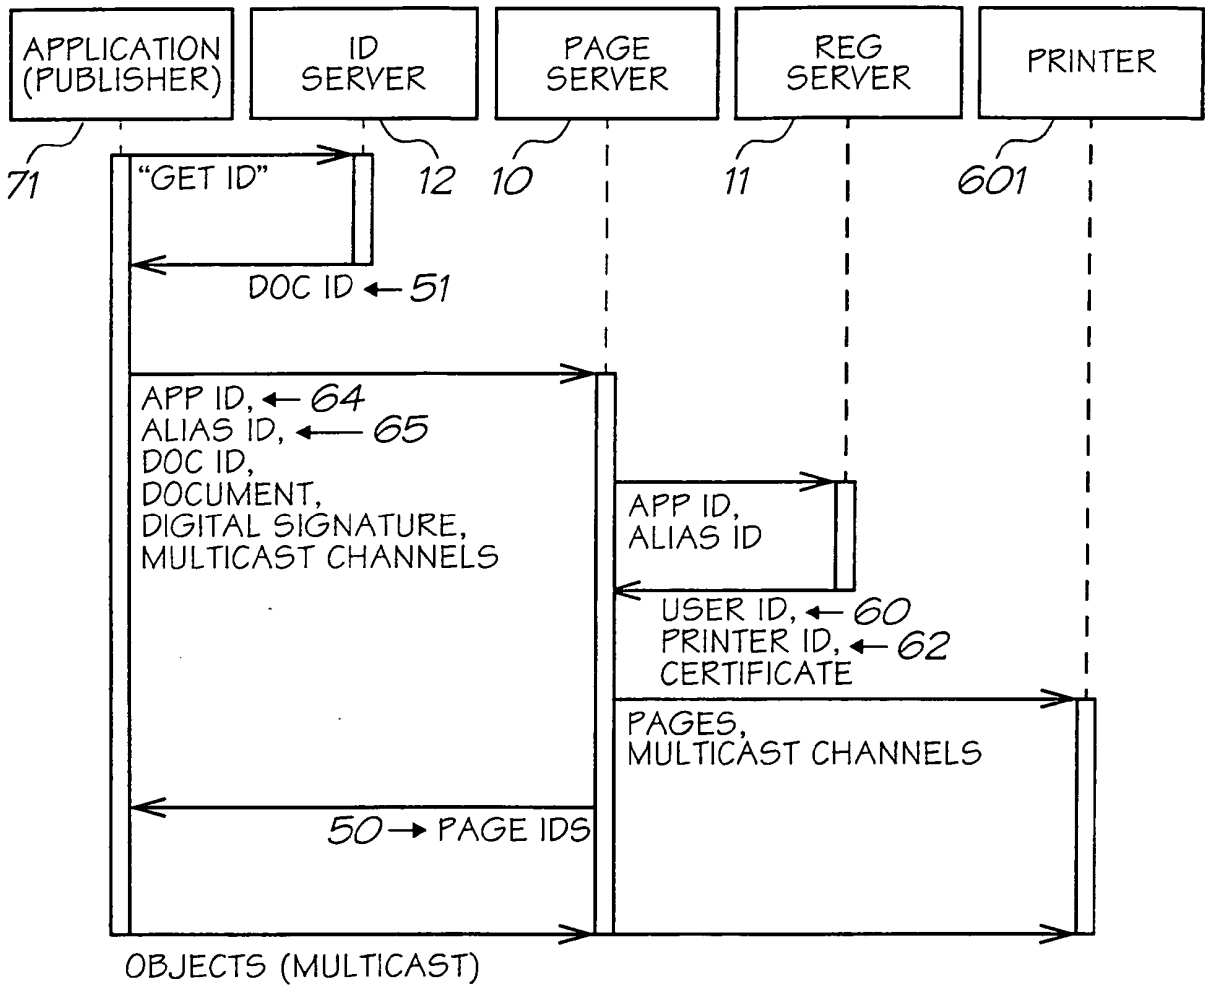 APPLICATION
(PUBLISHER)
ID
SERVER
PAGE
SERVER
REG
SERVER
PRINTER
71
12
10
11
601
“GET ID”
DOC ID ← 51
APP ID, ← 64
ALIAS ID, ← 65
DOC ID,
DOCUMENT,
DIGITAL SIGNATURE,
MULTICAST CHANNELS
APP ID,
ALIAS ID
USER ID, ← 60
PRINTER ID, ← 62
CERTIFICATE
PAGES,
MULTICAST CHANNELS
50 → PAGE IDS
OBJECTS (MULTICAST)